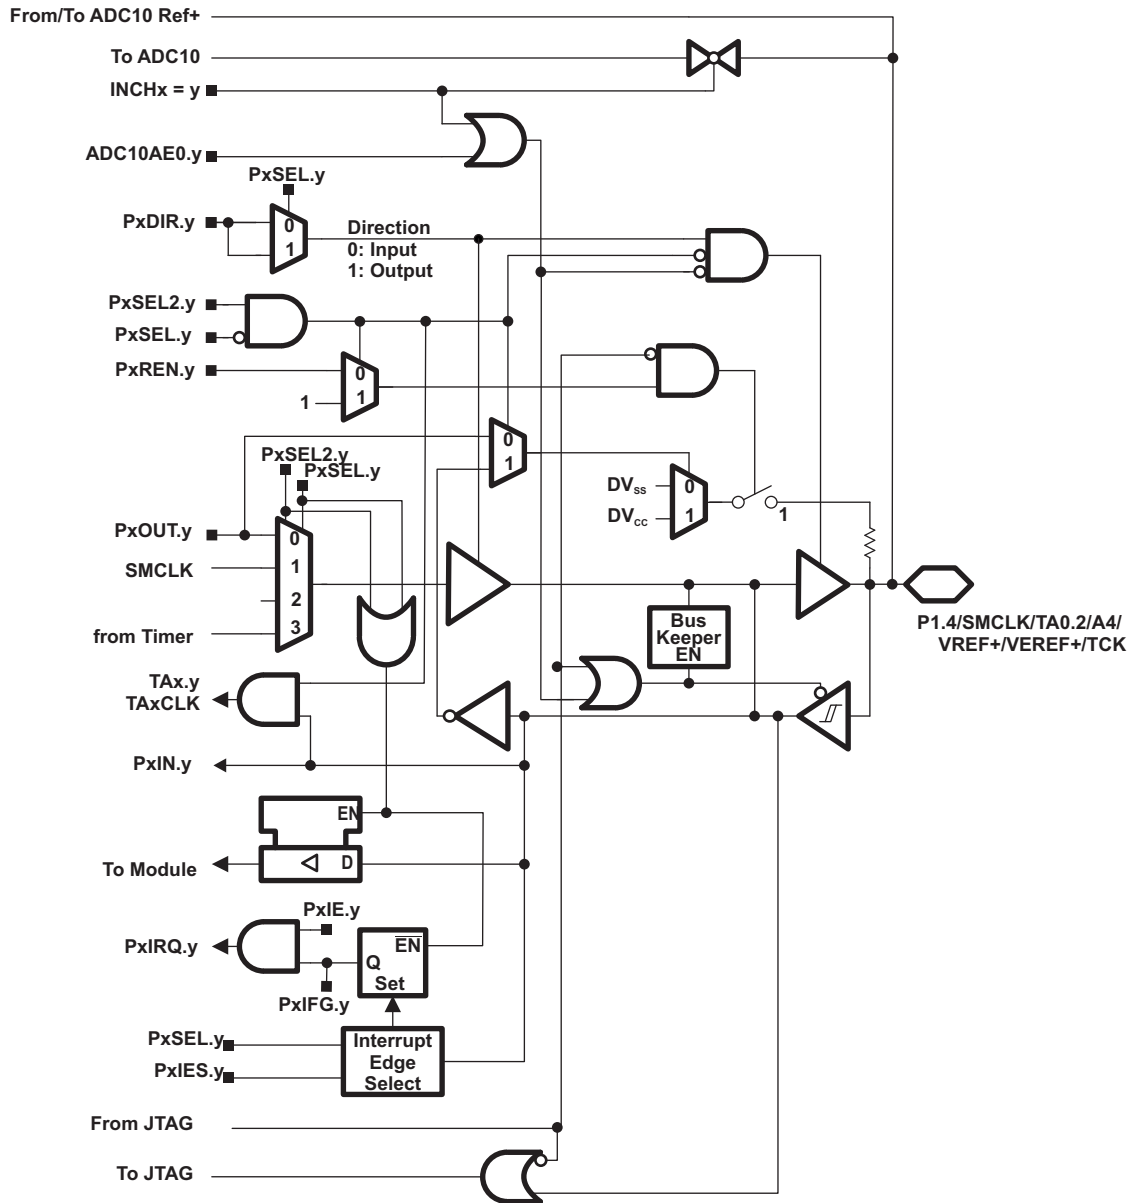 From/To ADC10 Ref+
To ADC10
INCHx = y
ADC10AE0.y
PxSEL.y
PxDIR.y
0
1
Direction
0: Input
1: Output
PxSEL2.y
PxSEL.y
PxREN.y
0
1
1
0
1
PxSEL2.y
PxSEL.y
DVSS
0
DVCC
1
1
PxOUT.y
0
SMCLK
1
2
from Timer
3
Bus
Keeper
EN
P1.4/SMCLK/TA0.2/A4/
VREF+/VEREF+/TCK
TAx.y
TAxCLK
PxIN.y
EN
D
To Module
PxIE.y
PxIRQ.y
EN
Q
Set
PxIFG.y
PxSEL.y
PxIES.y
Interrupt
Edge
Select
From JTAG
To JTAG